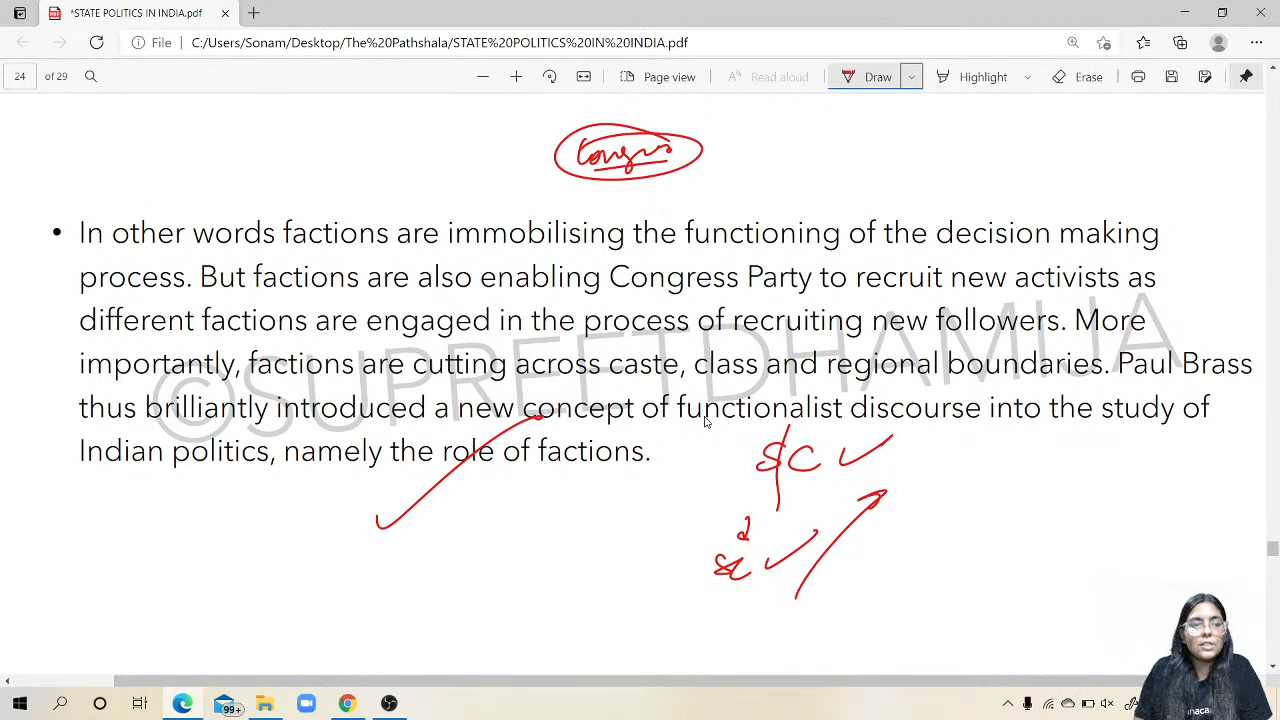 *STATE POLITICS IN INDIA.pdf
File C:/Users/Sonam/Desktop/The%20Pathshala/STATE%20POLITICS%20IN%20INDIA.pdf
24 of 29 Page view Read aloud Draw Highlight Erase
Congress
• In other words factions are immobilising the functioning of the decision making
process. But factions are also enabling Congress Party to recruit new activists as
different factions are engaged in the process of recruiting new followers. More
importantly, factions are cutting across caste, class and regional boundaries. Paul Brass
thus brilliantly introduced a new concept of functionalist discourse into the study of
Indian politics, namely the role of factions.
©SUPREETDHAMIJA
SC
99+